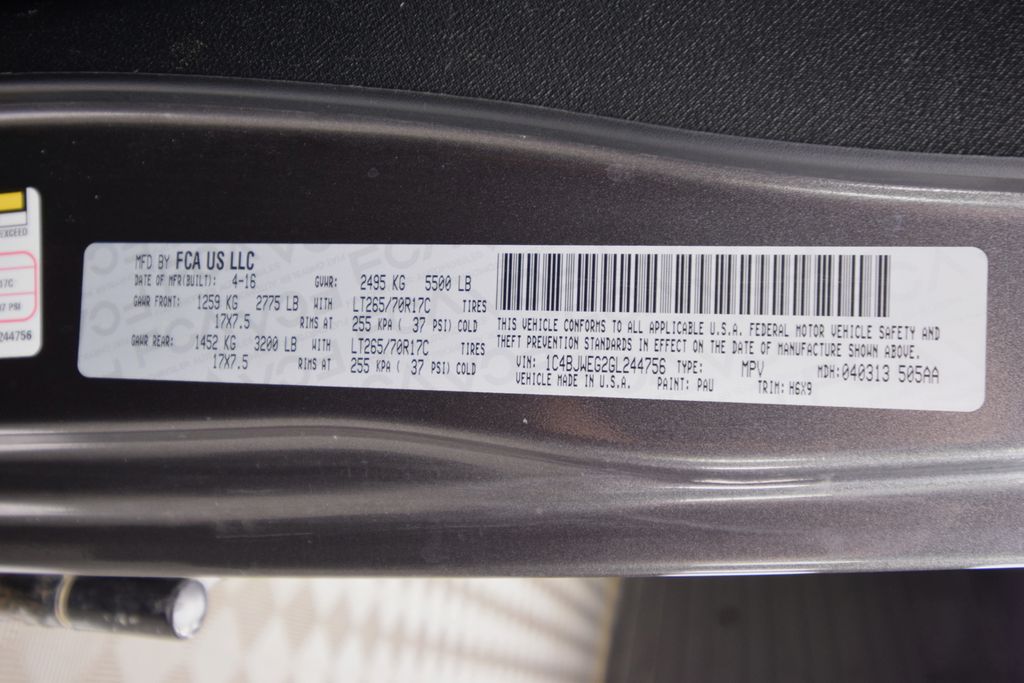 EXCEED
17C
7 PSI
244756
MFD BY FCA US LLC
DATE OF MFR(BUILT): 4-16 GVWR: 2495 KG 5500 LB
GAWR FRONT: 1259 KG 2775 LB WITH LT265/70R17C TIRES
17X7.5 RIMS AT 255 KPA ( 37 PSI) COLD
GAWR REAR: 1452 KG 3200 LB WITH LT265/70R17C TIRES
17X7.5 RIMS AT 255 KPA ( 37 PSI) COLD
THIS VEHICLE CONFORMS TO ALL APPLICABLE U.S.A. FEDERAL MOTOR VEHICLE SAFETY AND
THEFT PREVENTION STANDARDS IN EFFECT ON THE DATE OF MANUFACTURE SHOWN ABOVE.
VIN: 1C4BJWEG2GL244756 TYPE: MPV MDH: 040313 505AA
VEHICLE MADE IN U.S.A. PAINT: PAU TRIM: H6X9